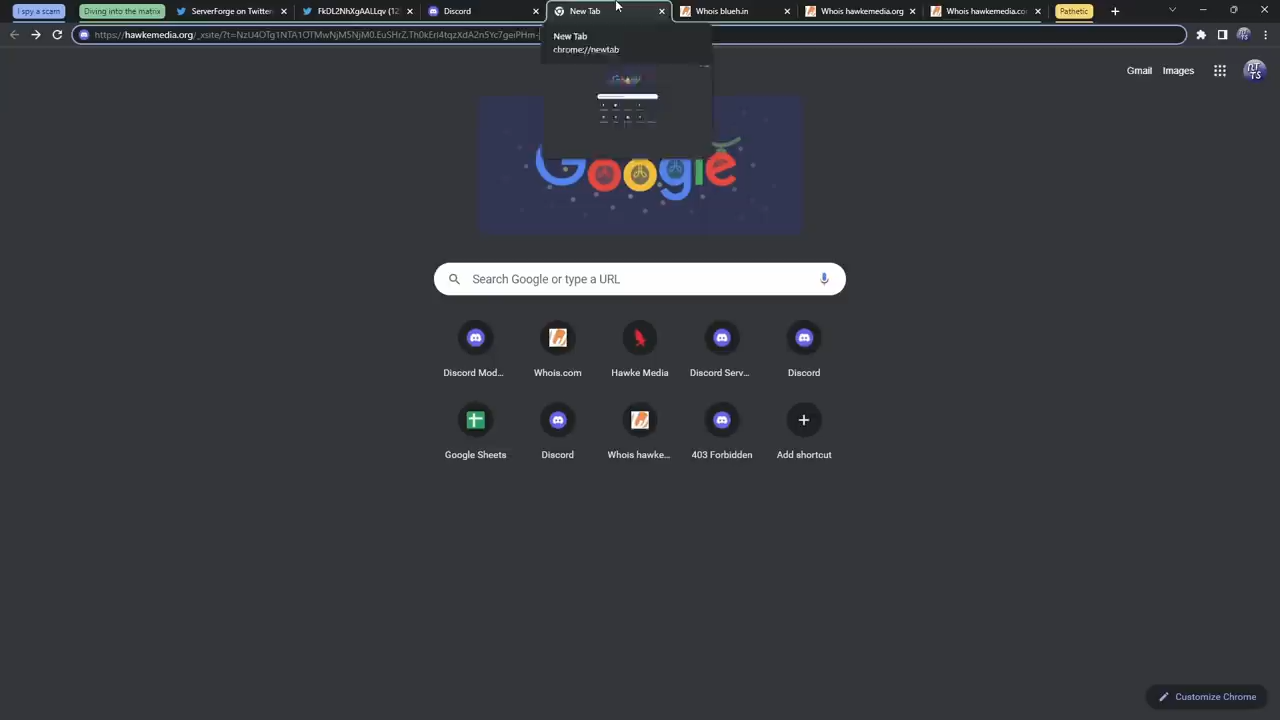 I spy a scam
Diving into the matrix
ServerForge on Twitter
FkDL2NhXgAALLqv (12
Discord
New Tab
Whois blueh.in
Whois hawkemedia.org
Whois hawkemedia.co
Pathetic
https://hawkemedia.org/_xsite/?t=
New Tab
chrome://newtab
Gmail
Images
Google
Search Google or type a URL
Discord Mod...
Whois.com
Hawke Media
Discord Serv...
Discord
Google Sheets
Discord
Whois hawke...
403 Forbidden
Add shortcut
Customize Chrome